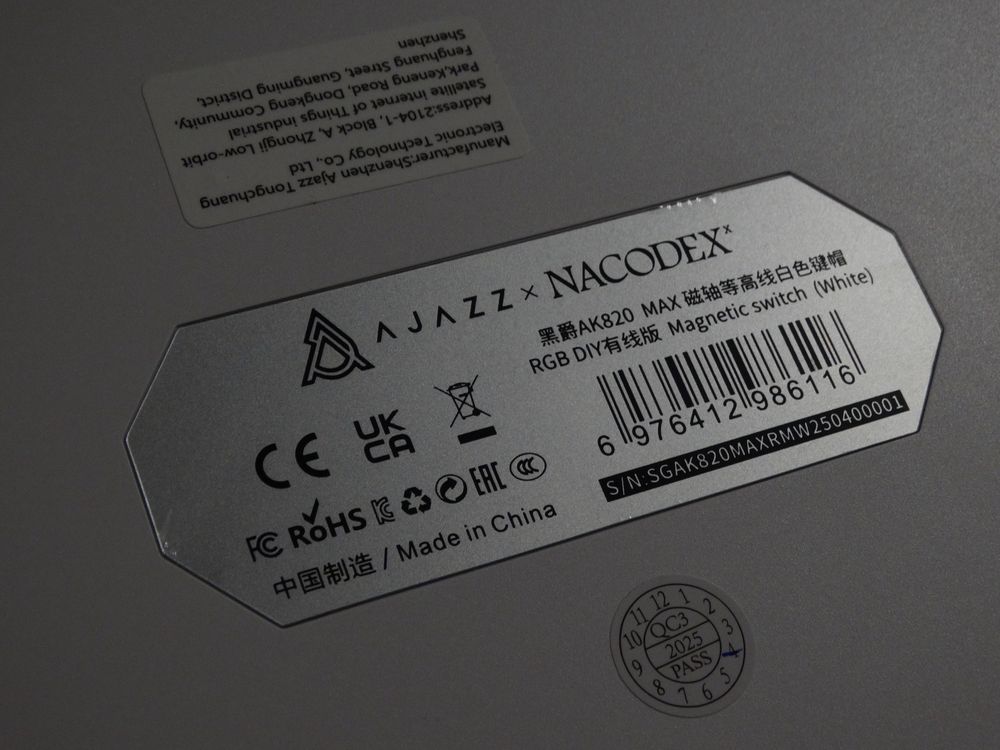 Manufacturer:Shenzhen Ajazz Tongchuang
Electronic Technology Co., Ltd
Address:2104-1, Block A, Zhongji Low-orbit
Satellite internet of Things industrial
Park,Keneng Road, Dongkeng Community,
Fenghuang Street, Guangming District,
Shenzhen
AJAZZ × NACODEX x
黑爵AK820 MAX 磁轴等高线白色键帽
RGB DIY有线版 Magnetic switch (White)
6 976412 986116
S/N:SGAK820MAXRMW250400001
CE UK CA
FC RoHS EAC CCC
中国制造 / Made in China
11 12 1 2 3 4 5 6 7 8 9 10
QC3
2025
PASS